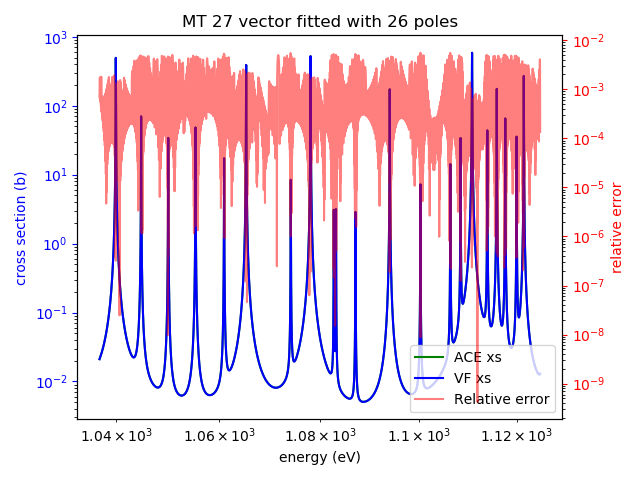 MT 27 vector fitted with 26 poles
10³
10²
10¹
10⁰
10⁻¹
10⁻²
cross section (b)
10⁻²
10⁻³
10⁻⁴
10⁻⁵
10⁻⁶
10⁻⁷
10⁻⁸
10⁻⁹
relative error
ACE xs
VF xs
Relative error
1.04 × 10³ 1.06 × 10³ 1.08 × 10³ 1.1 × 10³ 1.12 × 10³
energy (eV)